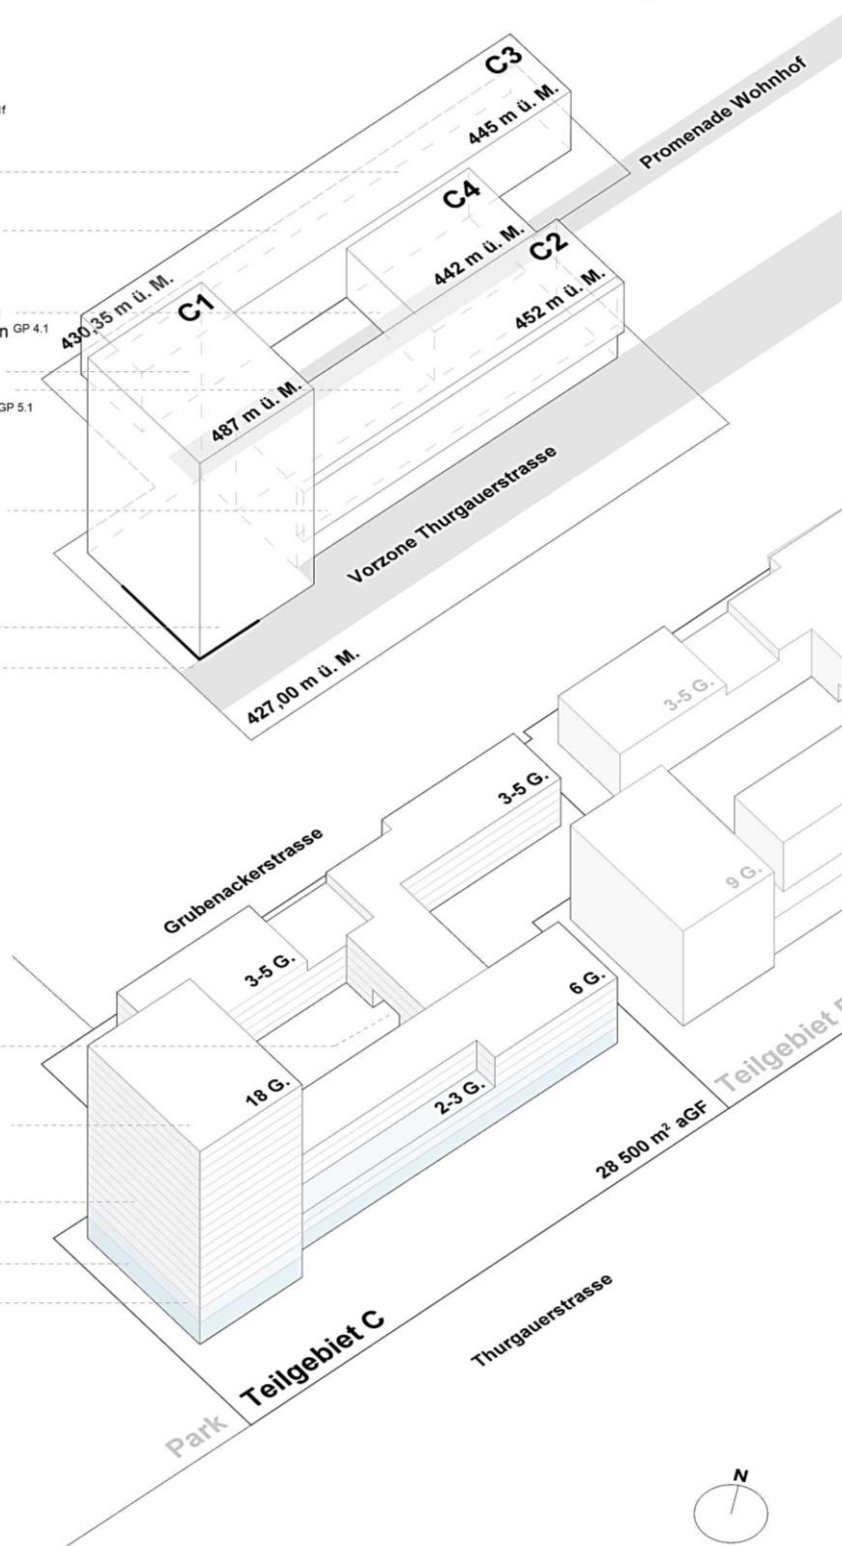 C3
445 m ü. M.
Promenade Wohnhof
C4
442 m ü. M.
C2
452 m ü. M.
430,35 m ü. M.
C1
GP 4.1
487 m ü. M.
GP 5.1
Vorzone Thurgauerstrasse
427,00 m ü. M.
3-5 G.
3-5 G.
Grubenackerstrasse
9 G.
3-5 G.
6 G.
18 G.
2-3 G.
Teilgebiet
28 500 m² aGF
Thurgauerstrasse
Teilgebiet C
Park
N